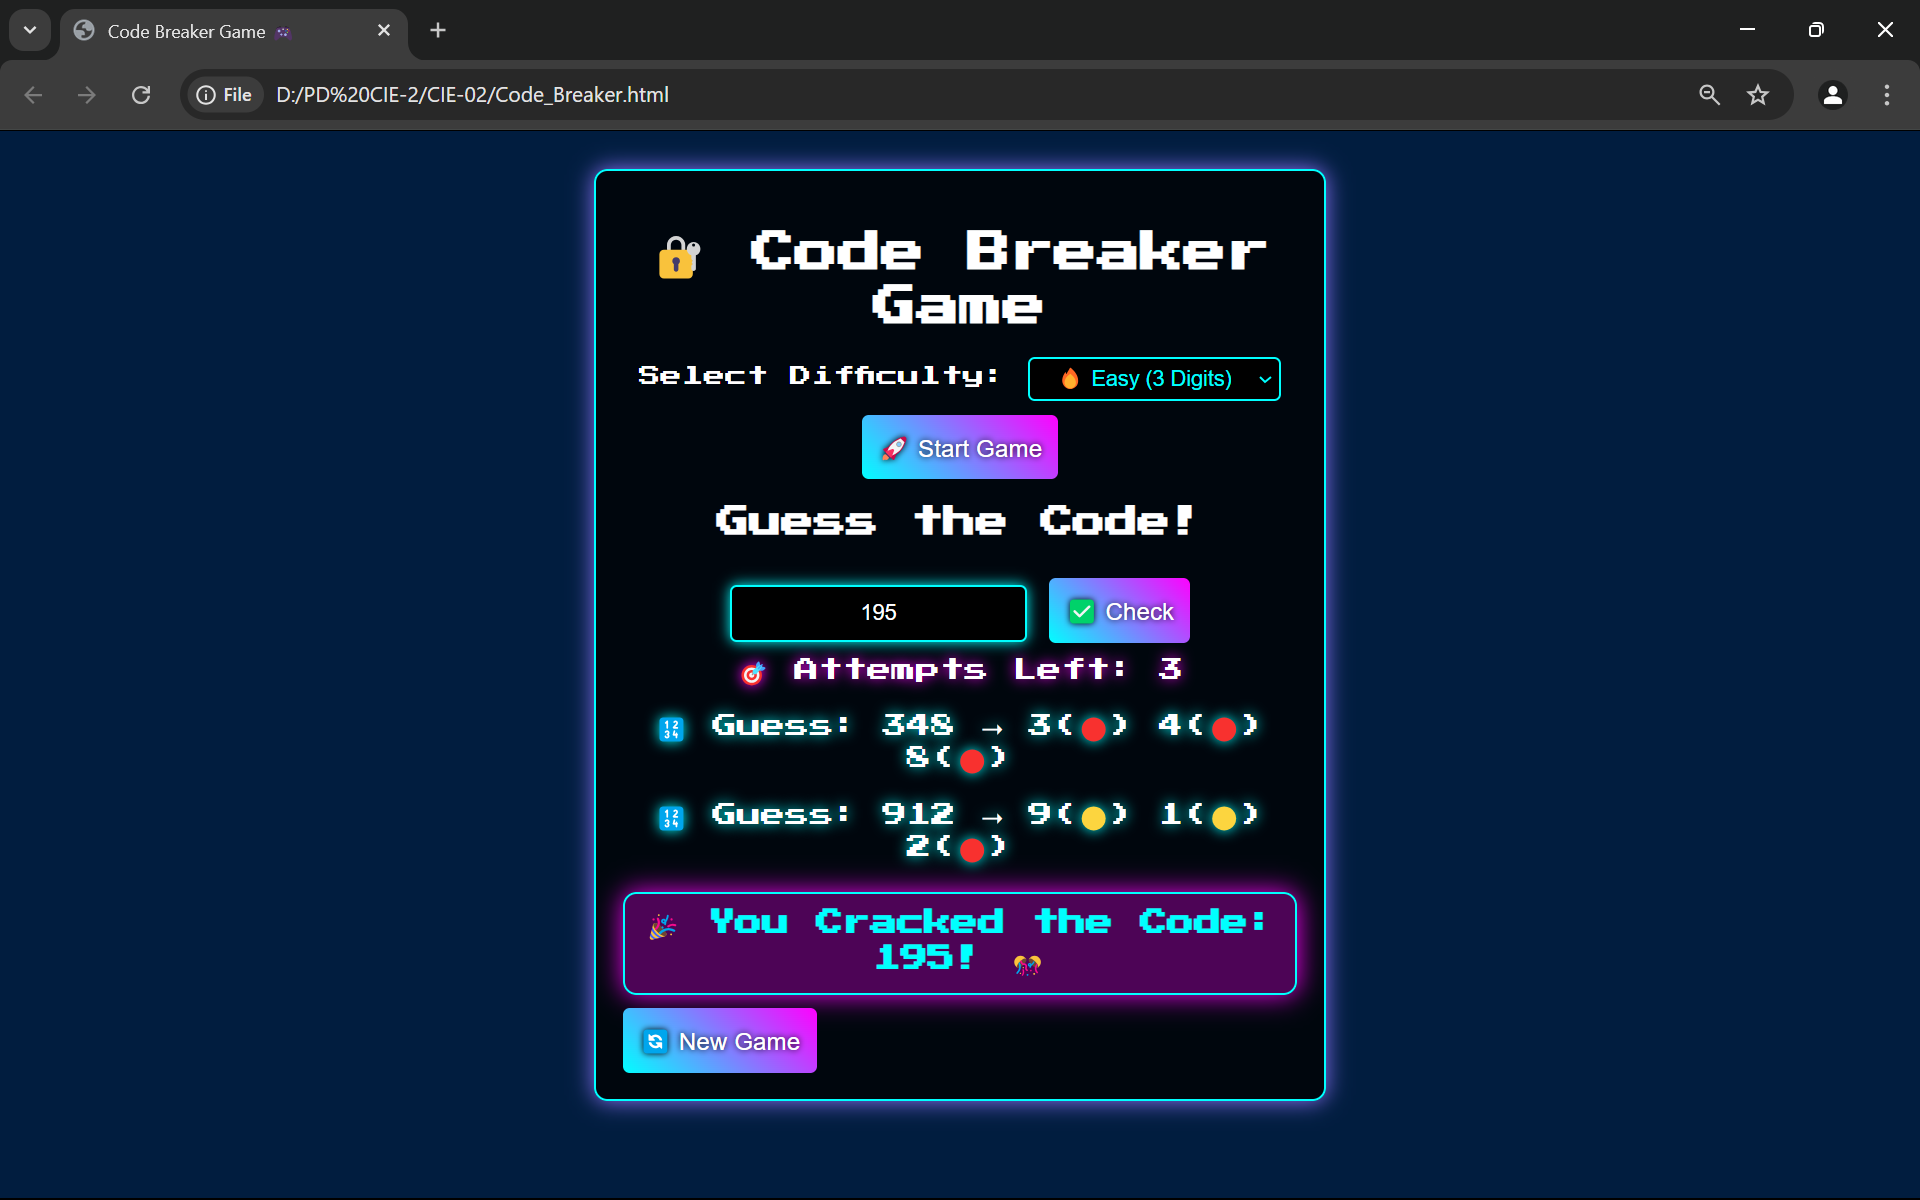 Code Breaker Game 🌌
File D:/PD%20CIE-2/CIE-02/Code_Breaker.html
🔐 Code Breaker
Game
Select Difficulty: 🔥 Easy (3 Digits)
🚀 Start Game
Guess the Code!
195 ✅ Check
🎯 Attempts Left: 3
🔢 Guess: 348 → 3(🔴) 4(🔴)
8(🔴)
🔢 Guess: 912 → 9(🟡) 1(🟡)
2(🔴)
🎉 You Cracked the Code:
195! 🎊
🔄 New Game